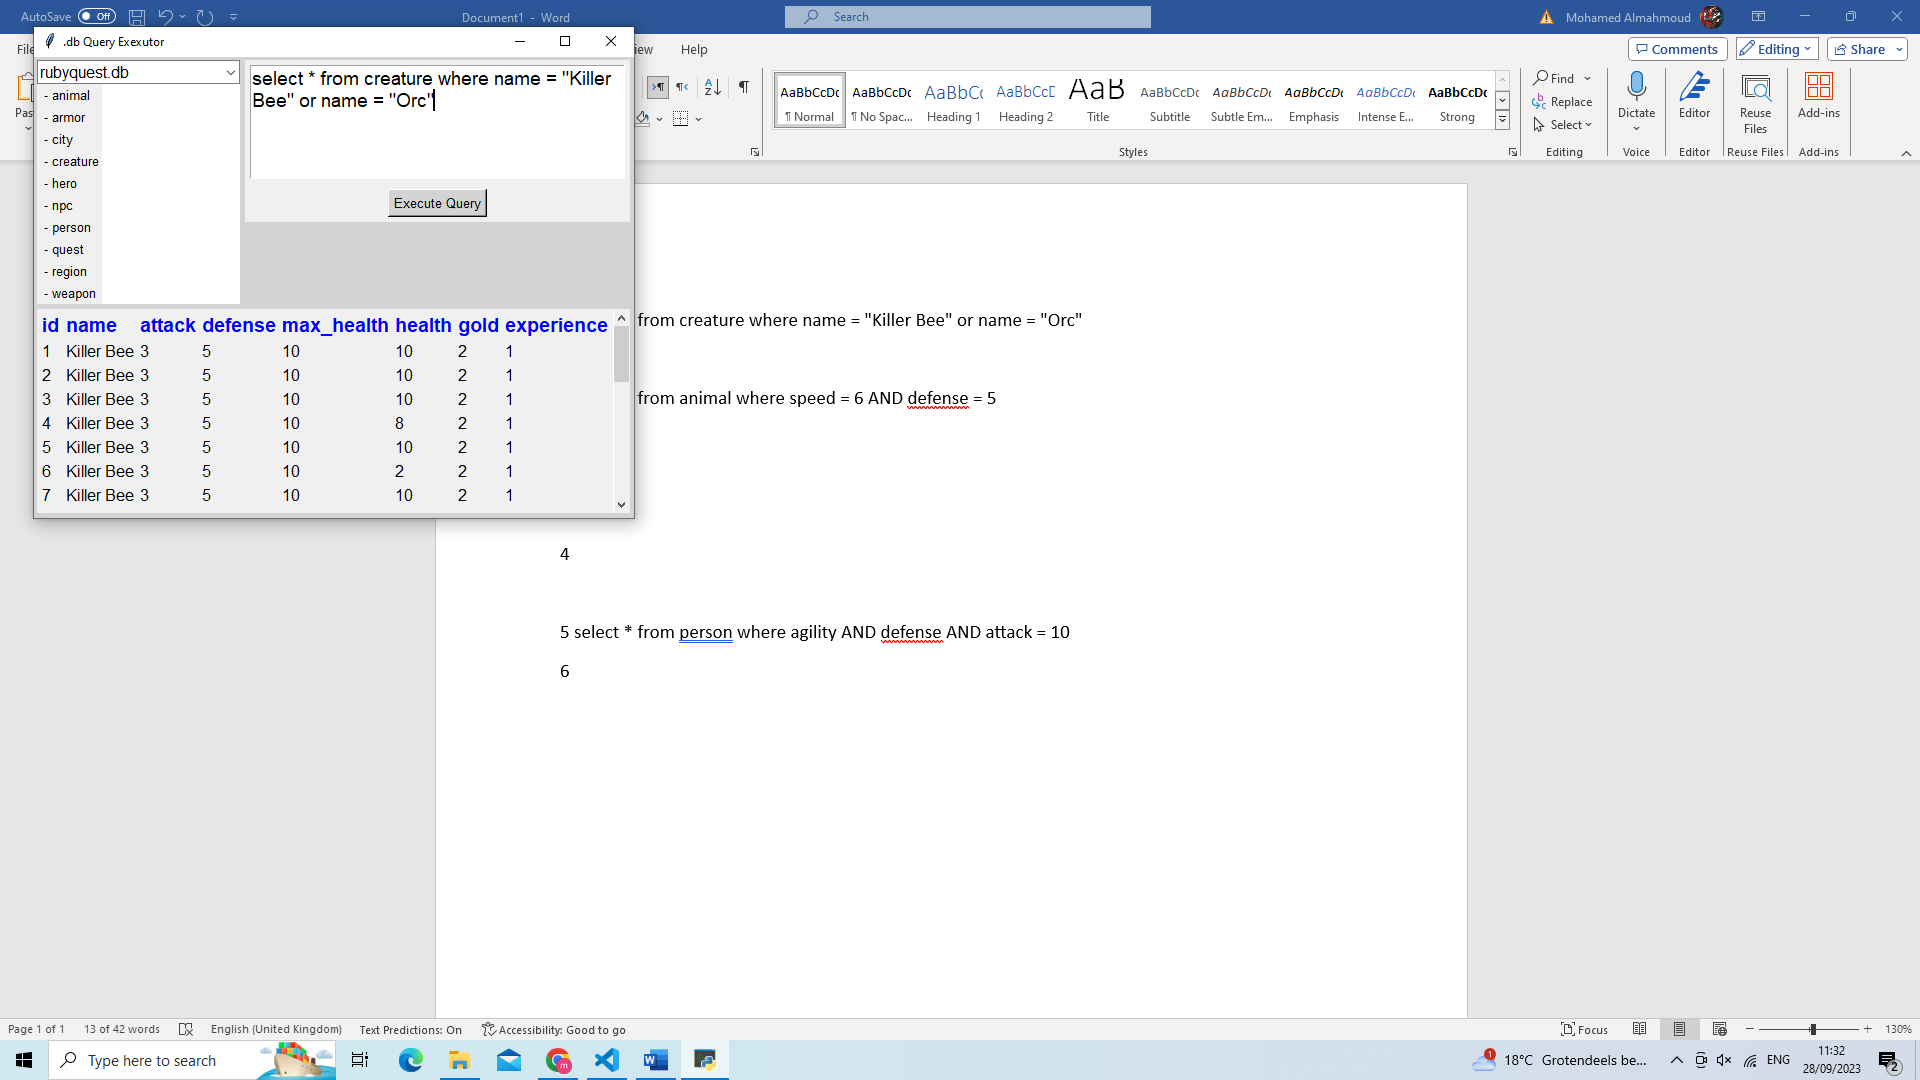 AutoSave Off
Document1 - Word
Search
Mohamed Almahmoud
.db Query Exexutor
Help
Comments
Editing
Share
rubyquest.db
- animal
- armor
- city
- creature
- hero
- npc
- person
- quest
- region
- weapon
select * from creature where name = "Killer
Bee" or name = "Orc"
Execute Query
AaBbCcDc AaBbCcDc AaBbCc AaBbCcD AaB AaBbCcDc AaBbCcDc AaBbCcDc AaBbCcDc AaBbCcDc
¶ Normal ¶ No Spac... Heading 1 Heading 2 Title Subtitle Subtle Em... Emphasis Intense E... Strong
Styles
Find
Replace
Select
Editing
Dictate
Voice
Editor
Editor
Reuse
Files
Reuse Files
Add-ins
Add-ins
id name attack defense max_health health gold experience
1 Killer Bee 3 5 10 10 2 1
2 Killer Bee 3 5 10 10 2 1
3 Killer Bee 3 5 10 10 2 1
4 Killer Bee 3 5 10 8 2 1
5 Killer Bee 3 5 10 10 2 1
6 Killer Bee 3 5 10 2 2 1
7 Killer Bee 3 5 10 10 2 1
from creature where name = "Killer Bee" or name = "Orc"
from animal where speed = 6 AND defense = 5
4
5 select * from person where agility AND defense AND attack = 10
6
Page 1 of 1 13 of 42 words English (United Kingdom) Text Predictions: On Accessibility: Good to go
Focus
130%
Type here to search
1
18°C Grotendeels be...
ENG
11:32
28/09/2023
2